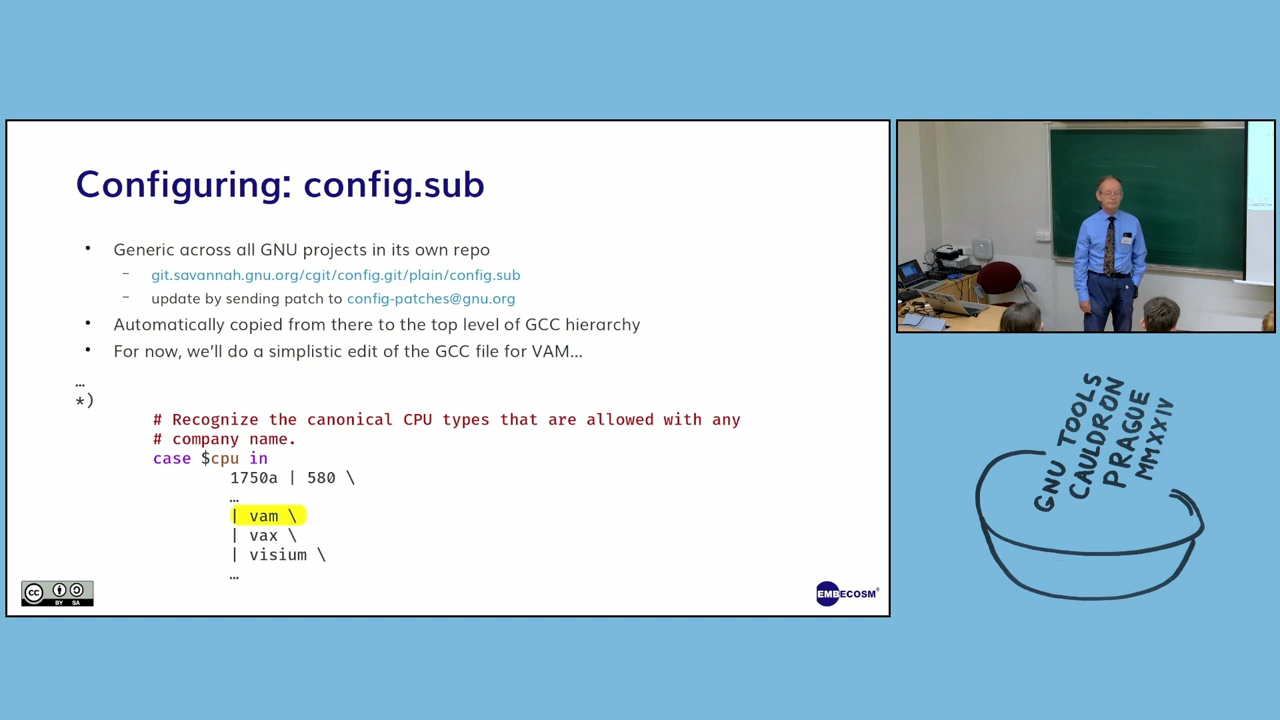 Configuring: config.sub
• Generic across all GNU projects in its own repo
– git.savannah.gnu.org/cgit/config.git/plain/config.sub
– update by sending patch to config-patches@gnu.org
• Automatically copied from there to the top level of GCC hierarchy
• For now, we'll do a simplistic edit of the GCC file for VAM...
…
*)
# Recognize the canonical CPU types that are allowed with any
# company name.
case $cpu in
1750a | 580 \
…
| vam \
| vax \
| visium \
…
cc
BY SA
EMBECOSM®
GNU TOOLS
CAULDRON
PRAGUE
MMXXIV